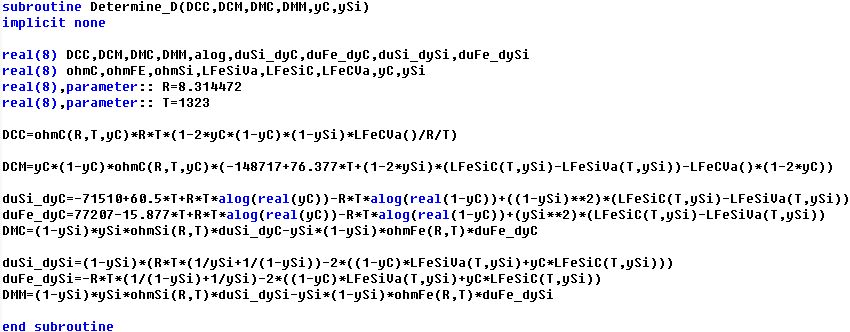 subroutine Determine_D(DCC,DCM,DMC,DMM,yC,ySi)
implicit none
real(8) DCC,DCM,DMC,DMM,alog,duSi_dyC,duFe_dyC,duSi_dySi,duFe_dySi
real(8) ohmC,ohmFE,ohmSi,LFeSiVa,LFeSiC,LFeCVa,yC,ySi
real(8),parameter:: R=8.314472
real(8),parameter:: T=1323
DCC=ohmC(R,T,yC)*R*T*(1-2*yC*(1-yC)*(1-ySi)*LFeCVa()/R/T)
DCM=yC*(1-yC)*ohmC(R,T,yC)*(-148717+76.377*T+(1-2*ySi)*(LFeSiC(T,ySi)-LFeSiVa(T,ySi))-LFeCVa()*(1-2*yC))
duSi_dyC=-71510+60.5*T+R*T*alog(real(yC))-R*T*alog(real(1-yC))+((1-ySi)**2)*(LFeSiC(T,ySi)-LFeSiVa(T,ySi))
duFe_dyC=77207-15.877*T+R*T*alog(real(yC))-R*T*alog(real(1-yC))+(ySi**2)*(LFeSiC(T,ySi)-LFeSiVa(T,ySi))
DMC=(1-ySi)*ySi*ohmSi(R,T)*duSi_dyC-ySi*(1-ySi)*ohmFe(R,T)*duFe_dyC
duSi_dySi=(1-ySi)*(R*T*(1/ySi+1/(1-ySi))-2*((1-yC)*LFeSiVa(T,ySi)+yC*LFeSiC(T,ySi)))
duFe_dySi=-R*T*(1/(1-ySi)+1/ySi)-2*((1-yC)*LFeSiVa(T,ySi)+yC*LFeSiC(T,ySi))
DMM=(1-ySi)*ySi*ohmSi(R,T)*duSi_dySi-ySi*(1-ySi)*ohmFe(R,T)*duFe_dySi
end subroutine